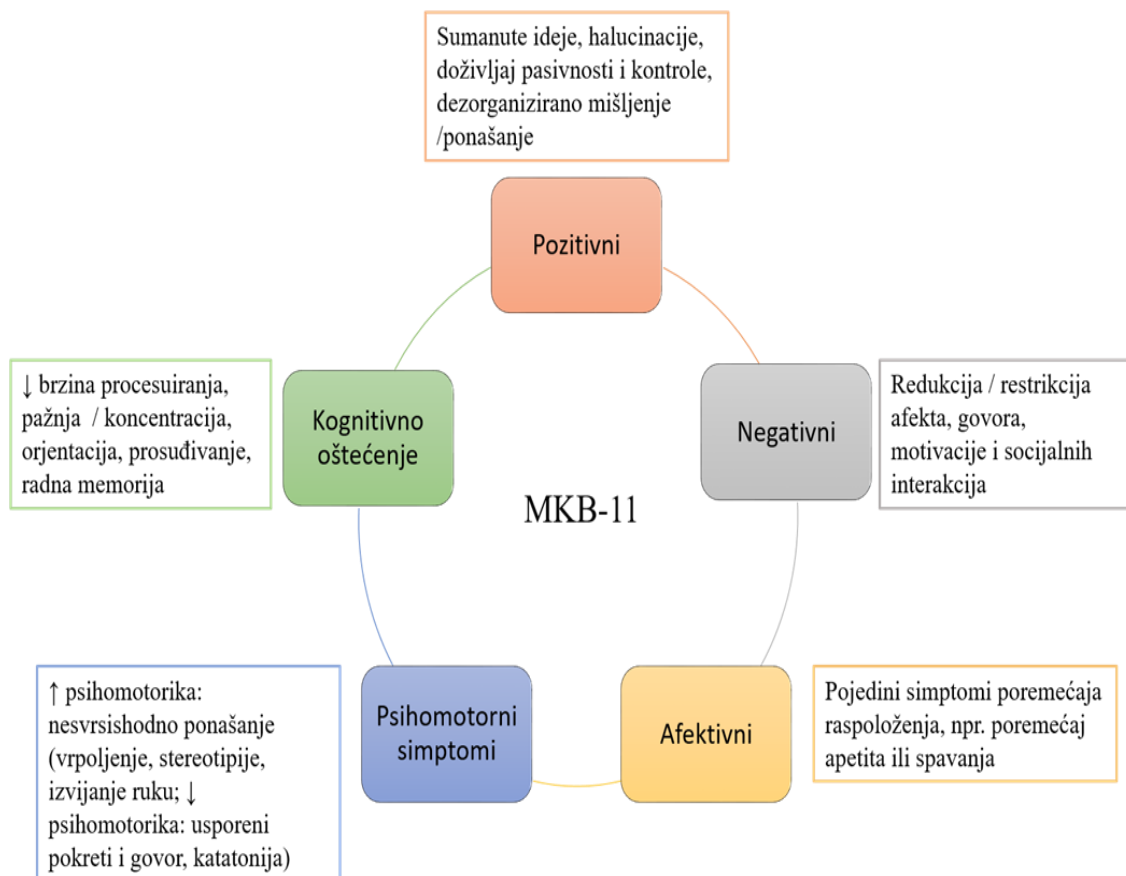 Sumanute ideje, halucinacije,
doživljaj pasivnosti i kontrole,
dezorganizirano mišljenje
/ponašanje
Pozitivni
↓ brzina procesuiranja,
pažnja / koncentracija,
orjentacija, prosuđivanje,
radna memorija
Kognitivno
oštećenje
Negativni
Redukcija / restrikcija
afekta, govora,
motivacije i socijalnih
interakcija
MKB-11
↑ psihomotorika:
nesvrsishodno ponašanje
(vrpoljenje, stereotipije,
izvijanje ruku; ↓
psihomotorika: usporeni
pokreti i govor, katatonija)
Psihomotorni
simptomi
Afektivni
Pojedini simptomi poremećaja
raspoloženja, npr. poremećaj
apetita ili spavanja